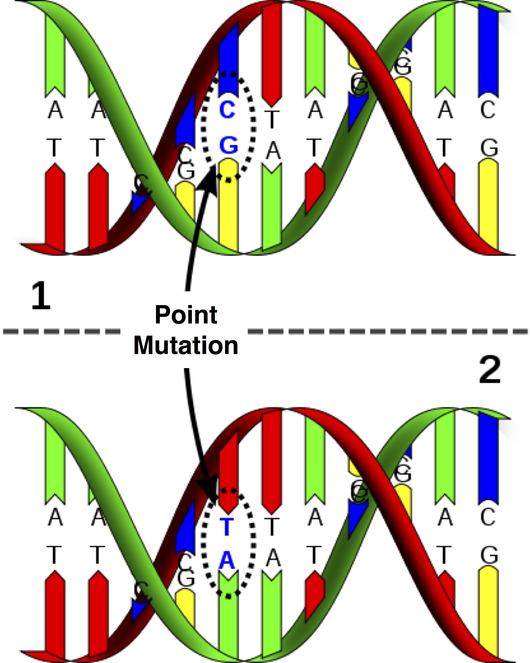 A A C T A G G A C
T T C C G A T G T G
G
1
Point
Mutation
2
A A T T A G G A C
T T C C A A T G T G
G